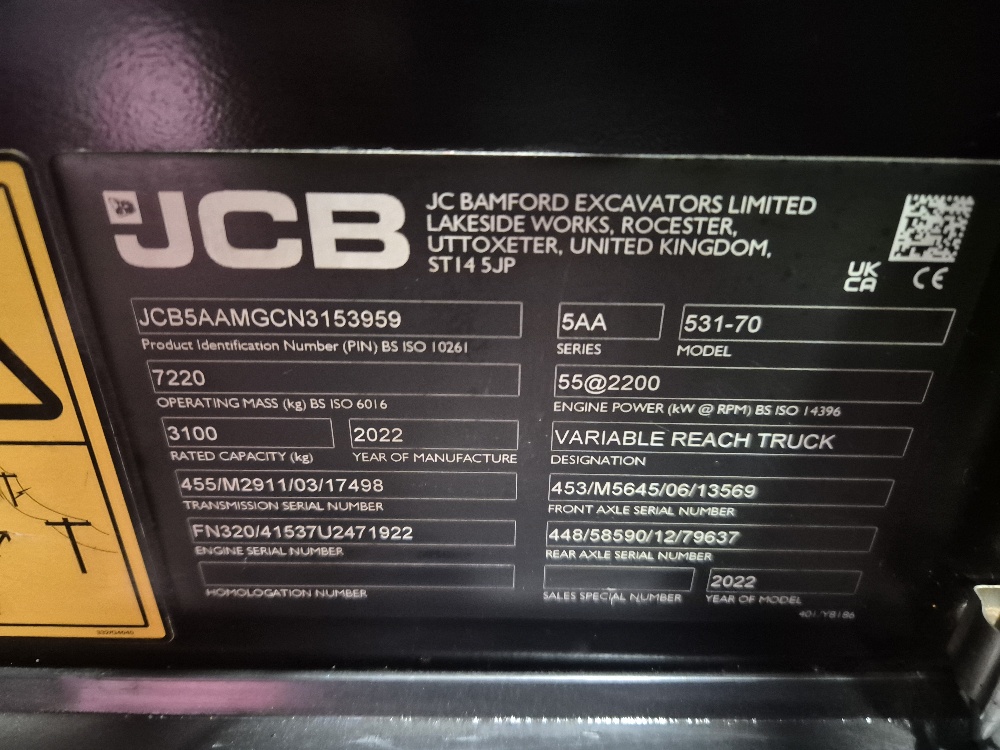 JCB
JC BAMFORD EXCAVATORS LIMITED
LAKESIDE WORKS, ROCESTER,
UTTOXETER, UNITED KINGDOM,
ST14 5JP
UK
CA
CE
JCB5AAMGCN3153959
Product Identification Number (PIN) BS ISO 10261
5AA
SERIES
531-70
MODEL
7220
OPERATING MASS (kg) BS ISO 6016
55@2200
ENGINE POWER (kW @ RPM) BS ISO 14396
3100
RATED CAPACITY (kg)
2022
YEAR OF MANUFACTURE
VARIABLE REACH TRUCK
DESIGNATION
455/M2911/03/17498
TRANSMISSION SERIAL NUMBER
453/M5645/06/13569
FRONT AXLE SERIAL NUMBER
FN320/41537U2471922
ENGINE SERIAL NUMBER
448/58590/12/79637
REAR AXLE SERIAL NUMBER
HOMOLOGATION NUMBER
SALES SPECIAL NUMBER
2022
YEAR OF MODEL